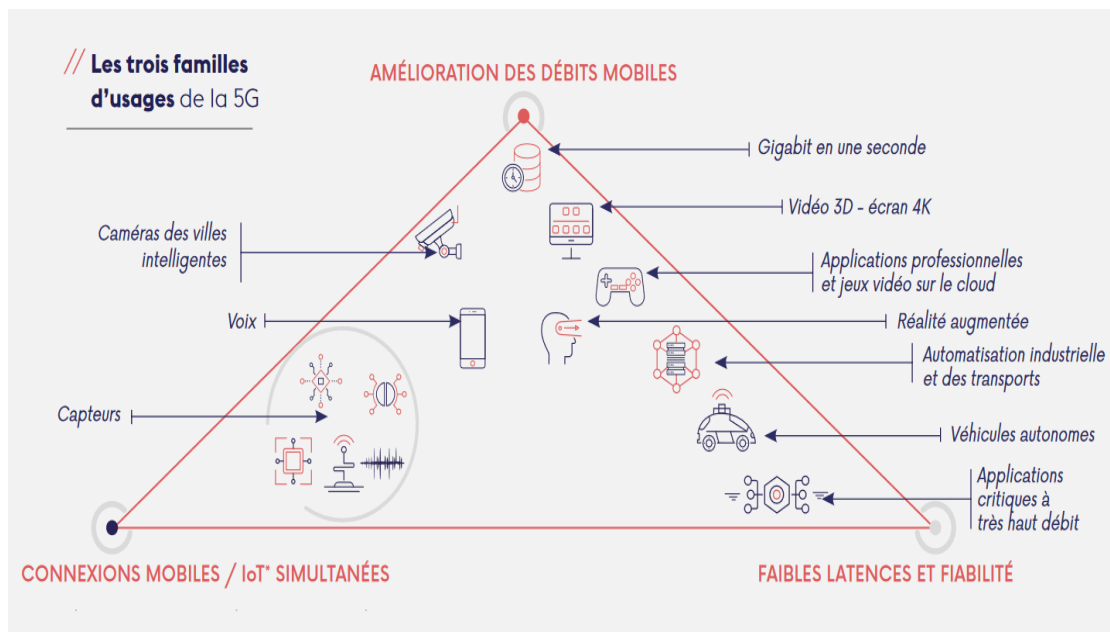 // Les trois familles
d'usages de la 5G
AMÉLIORATION DES DÉBITS MOBILES
Gigabit en une seconde
Vidéo 3D - écran 4K
Caméras des villes
intelligentes
Applications professionnelles
et jeux vidéo sur le cloud
Voix
Réalité augmentée
Automatisation industrielle
et des transports
Capteurs
Véhicules autonomes
Applications
critiques à
très haut débit
CONNEXIONS MOBILES / IoT* SIMULTANÉES
FAIBLES LATENCES ET FIABILITÉ